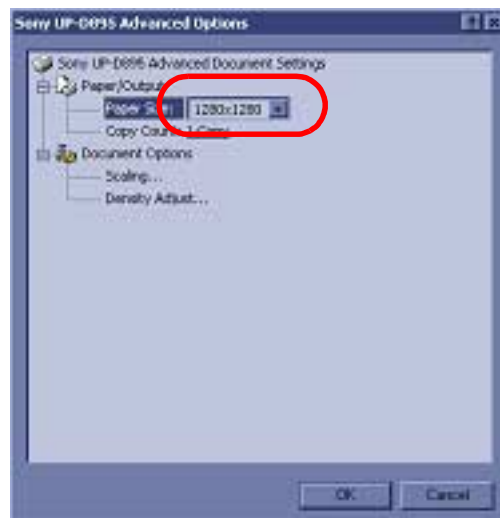 Sony UP-D895 Advanced Options
Sony UP-D895 Advanced Document Settings
Paper/Output
Paper Size: 1280x1280
Copy Count: 1 Copy
Document Options
Scaling...
Density Adjust...
OK Cancel